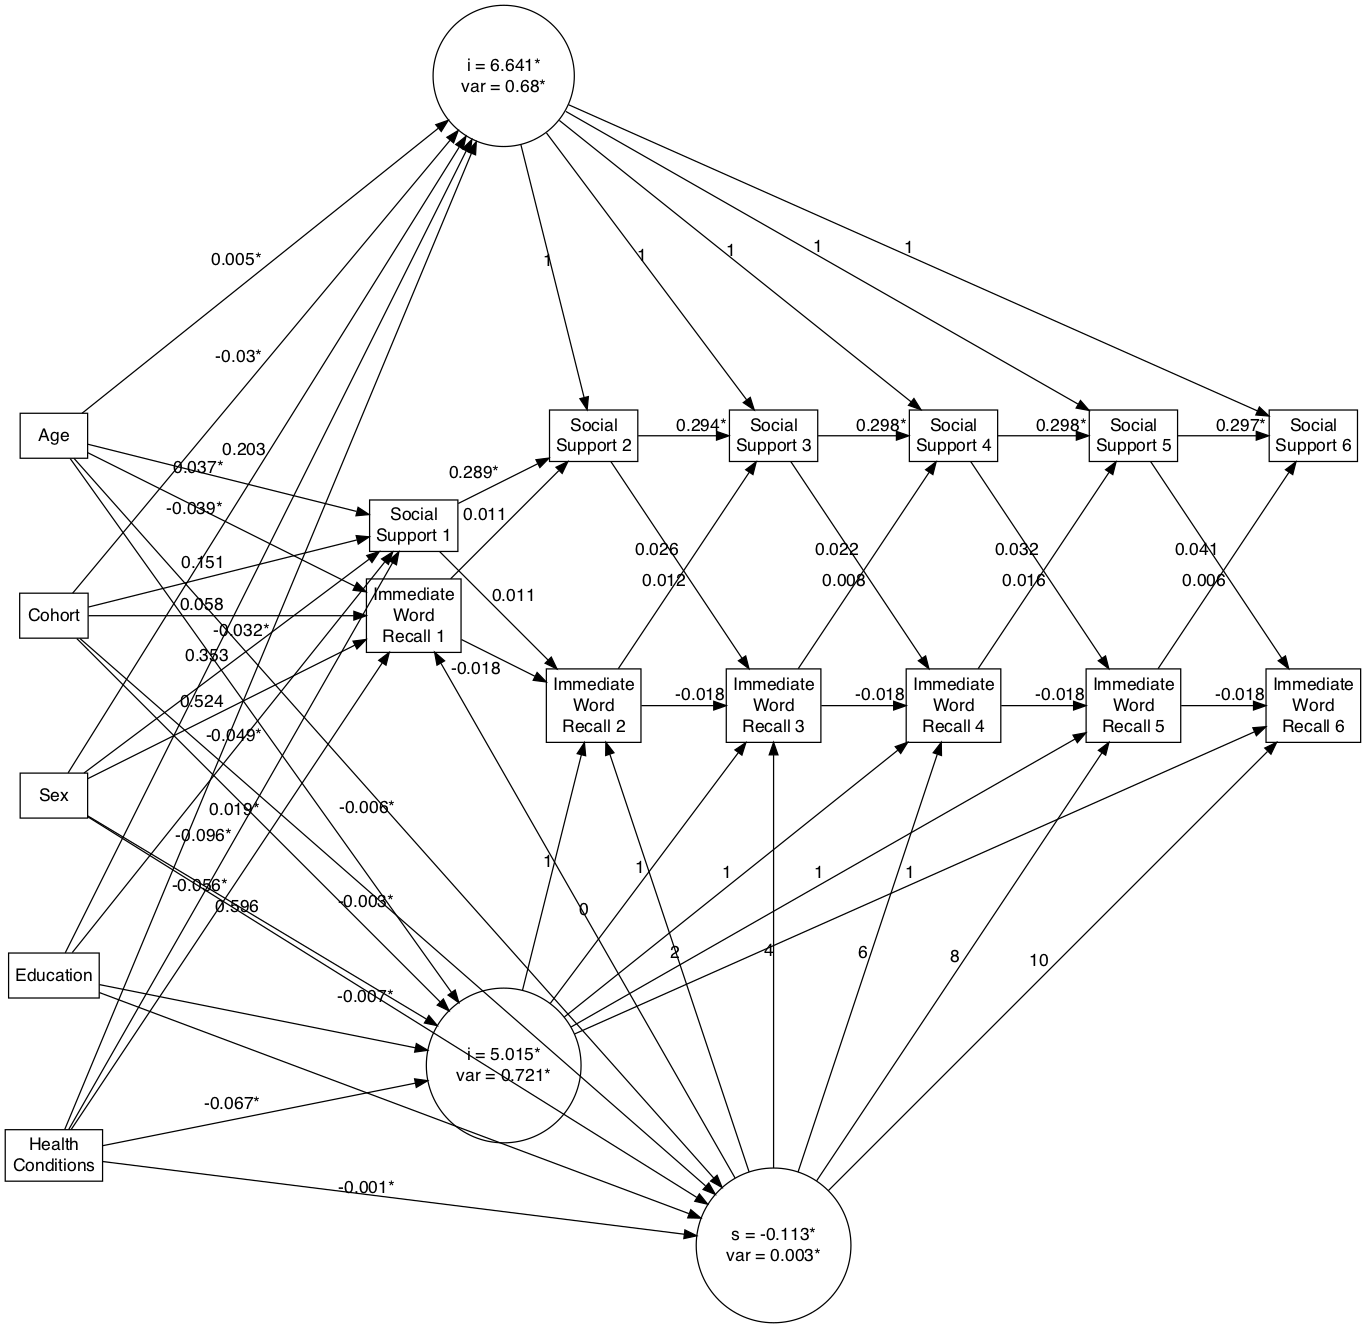 i = 6.641*
var = 0.68*
0.005*
1
1
1
1
1
-0.03*
Age
0.203
0.037*
-0.039*
Social
Support 1
0.289*
0.011
Social
Support 2
0.294*
Social
Support 3
0.298*
Social
Support 4
0.298*
Social
Support 5
0.297*
Social
Support 6
0.151
0.058
-0.032*
0.026
0.012
0.022
0.008
0.032
0.016
0.041
0.006
Cohort
Immediate
Word
Recall 1
0.011
-0.018
0.353
0.524
-0.049*
Immediate
Word
Recall 2
-0.018
Immediate
Word
Recall 3
-0.018
Immediate
Word
Recall 4
-0.018
Immediate
Word
Recall 5
-0.018
Immediate
Word
Recall 6
Sex
0.019*
-0.096*
-0.006*
-0.056*
0.596
-0.003*
1
1
1
1
1
0
2
4
6
8
10
Education
-0.007*
i = 5.015*
var = 0.721*
-0.067*
Health
Conditions
-0.001*
s = -0.113*
var = 0.003*